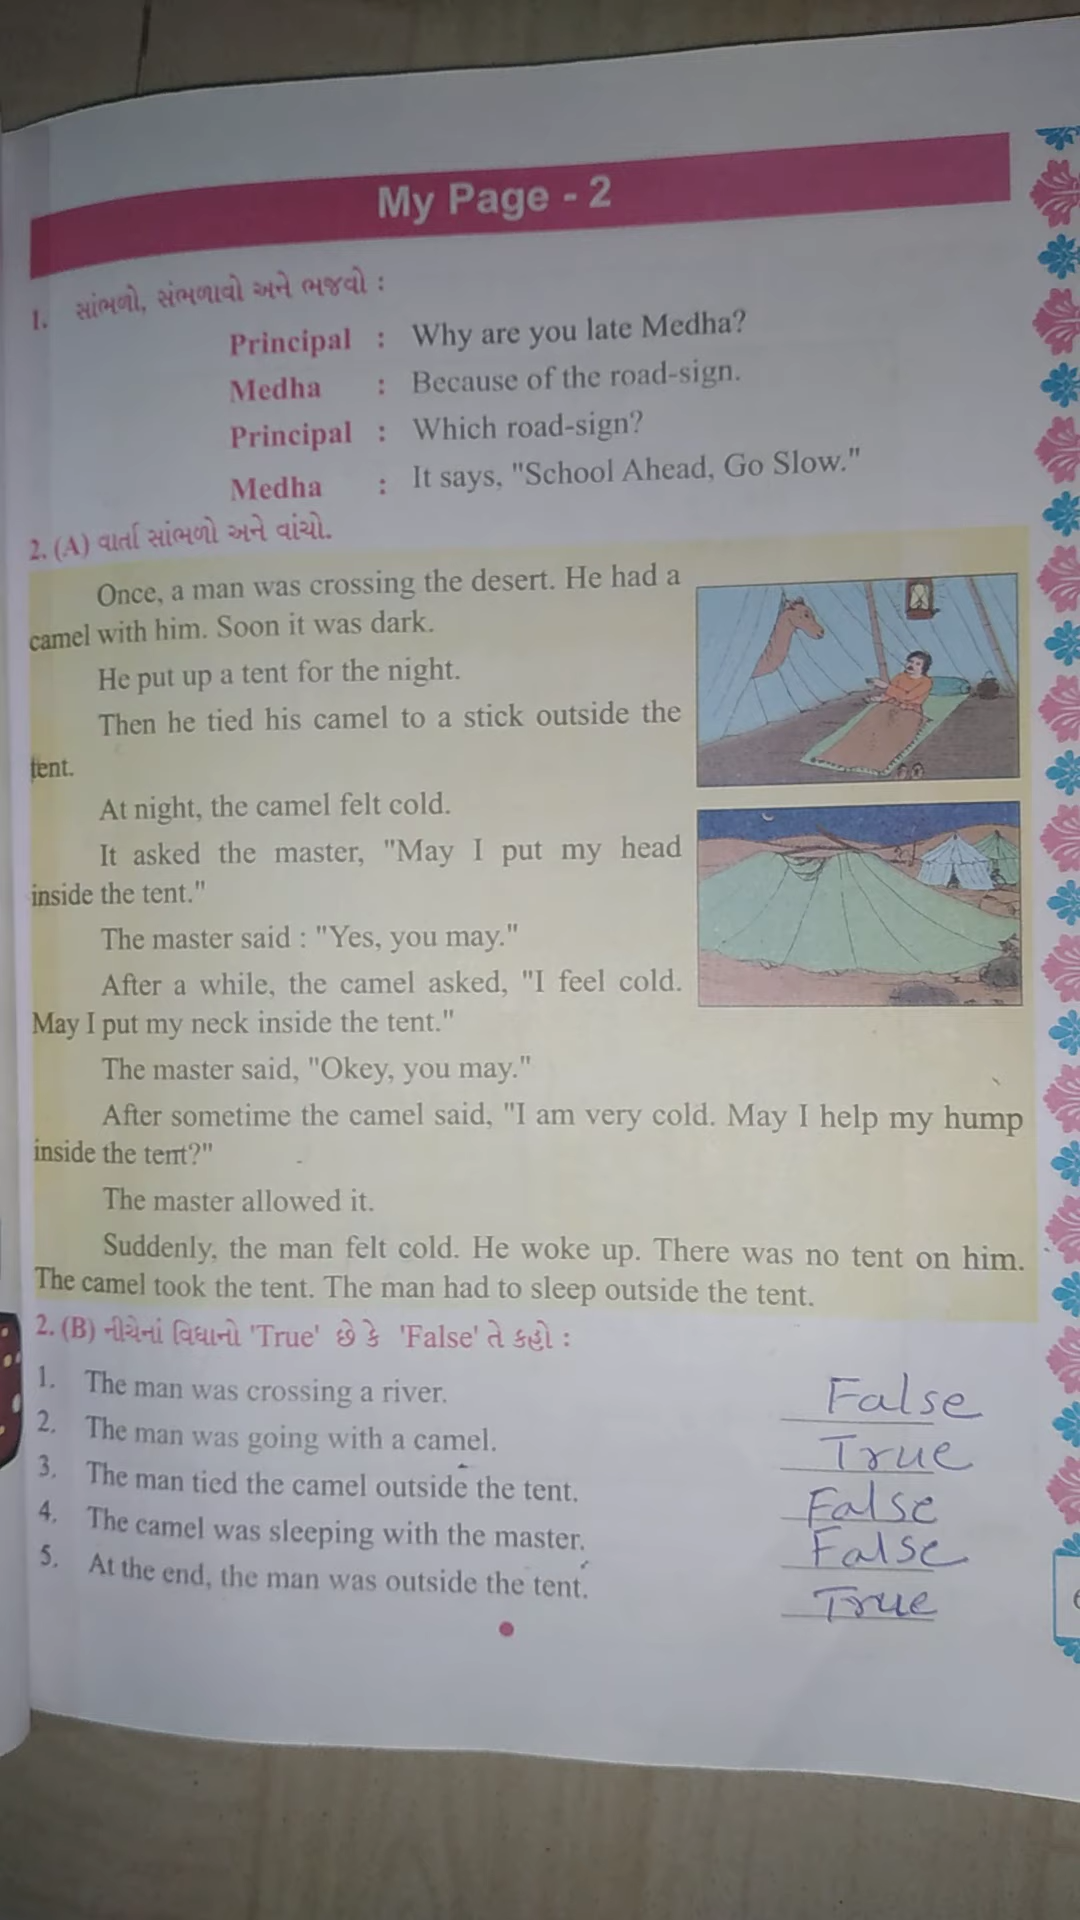 My Page - 2
1. સાંભળો, સંભળાવો અને ભજવો :
Principal : Why are you late Medha?
Medha : Because of the road-sign.
Principal : Which road-sign?
Medha : It says, "School Ahead, Go Slow."
2. (A) વાર્તા સાંભળો અને વાંચો.
Once, a man was crossing the desert. He had a
camel with him. Soon it was dark.
He put up a tent for the night.
Then he tied his camel to a stick outside the
tent.
At night, the camel felt cold.
It asked the master, "May I put my head
inside the tent."
The master said : "Yes, you may."
After a while, the camel asked, "I feel cold.
May I put my neck inside the tent."
The master said, "Okey, you may."
After sometime the camel said, "I am very cold. May I help my hump
inside the tent?"
The master allowed it.
Suddenly, the man felt cold. He woke up. There was no tent on him.
The camel took the tent. The man had to sleep outside the tent.
2. (B) નીચેનાં વિધાનો 'True' છે કે 'False' તે કહો :
1. The man was crossing a river. False
2. The man was going with a camel. True
3. The man tied the camel outside the tent. False
4. The camel was sleeping with the master. False
5. At the end, the man was outside the tent. True